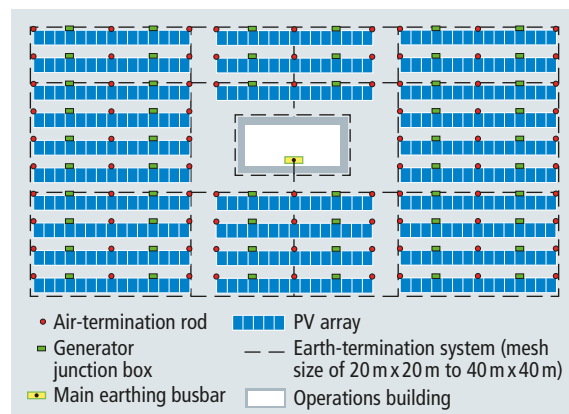 Air-termination rod
PV array
Generator
junction box
Earth-termination system (mesh
size of 20 m x 20 m to 40 m x 40 m)
Main earthing busbar
Operations building